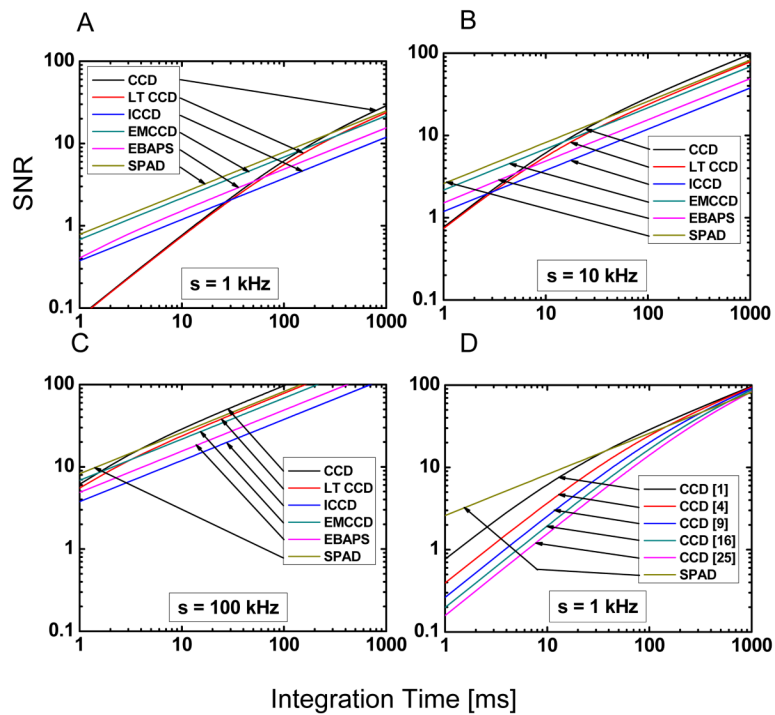 A
SNR
100
10
1
0.1
1
10
100
1000
CCD
LT CCD
ICCD
EMCCD
EBAPS
SPAD
s = 1 kHz
B
100
10
1
0.1
1
10
100
1000
CCD
LT CCD
ICCD
EMCCD
EBAPS
SPAD
s = 10 kHz
C
100
10
1
0.1
1
10
100
1000
CCD
LT CCD
ICCD
EMCCD
EBAPS
SPAD
s = 100 kHz
D
100
10
1
0.1
1
10
100
1000
CCD [1]
CCD [4]
CCD [9]
CCD [16]
CCD [25]
SPAD
s = 1 kHz
Integration Time [ms]